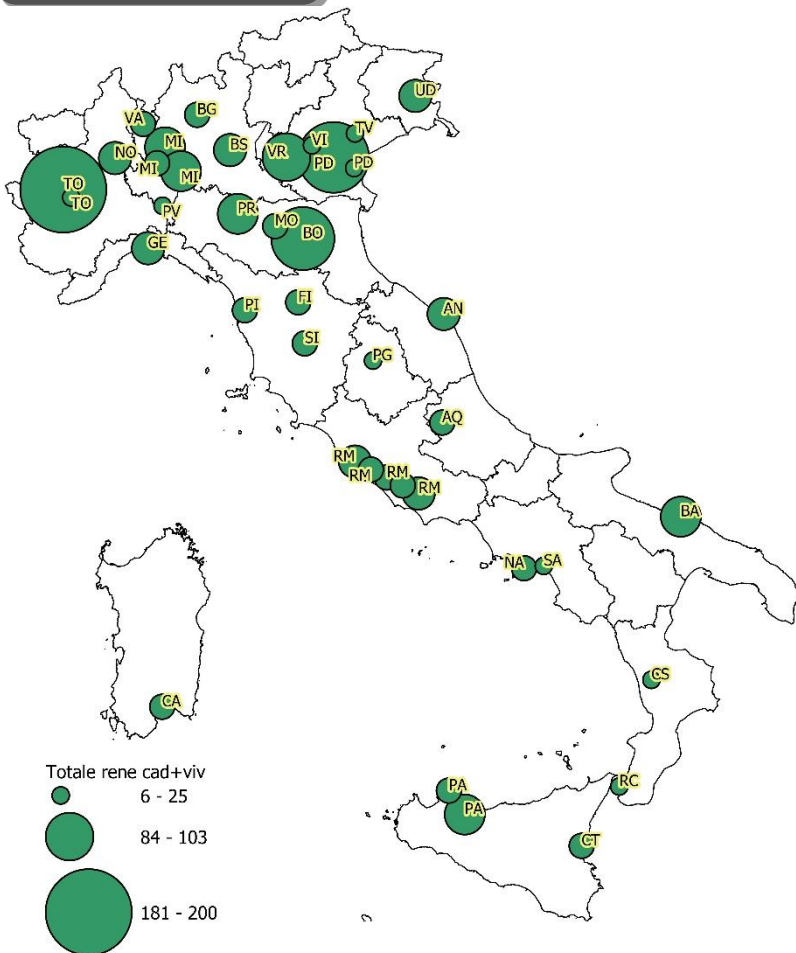 UD
BG
VA
TV
MI
VI
BS
VR
NO
MI
PD
PD
MI
TO
TO
PV
PR
MO
BO
GE
FI
PI
AN
SI
PG
AQ
RM
RM
RM
RM
BA
NA
SA
CS
CA
Totale rene cad+viv
6 - 25
84 - 103
181 - 200
PA
PA
RC
CT